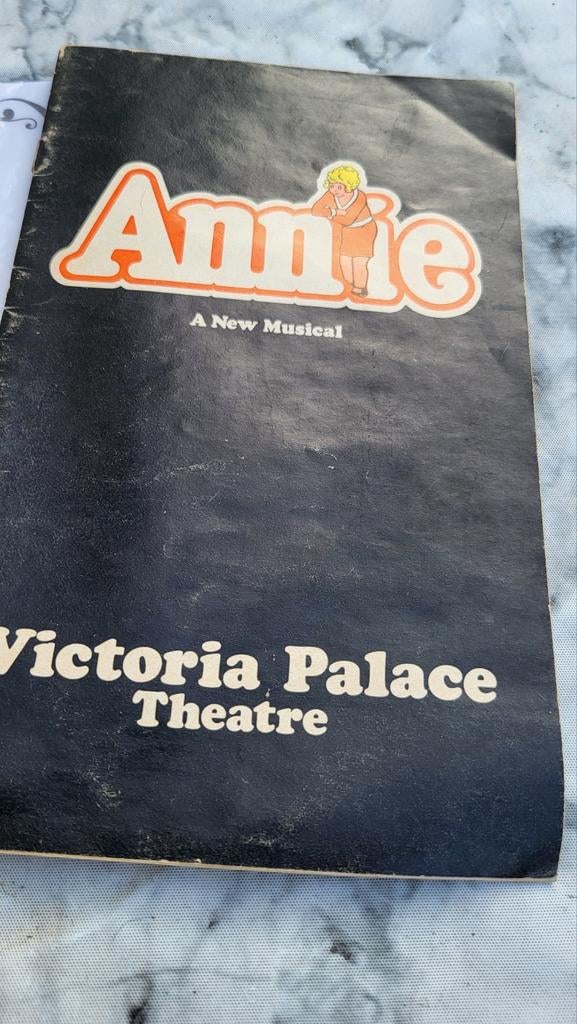 Annie
A New Musical
Victoria Palace
Theatre